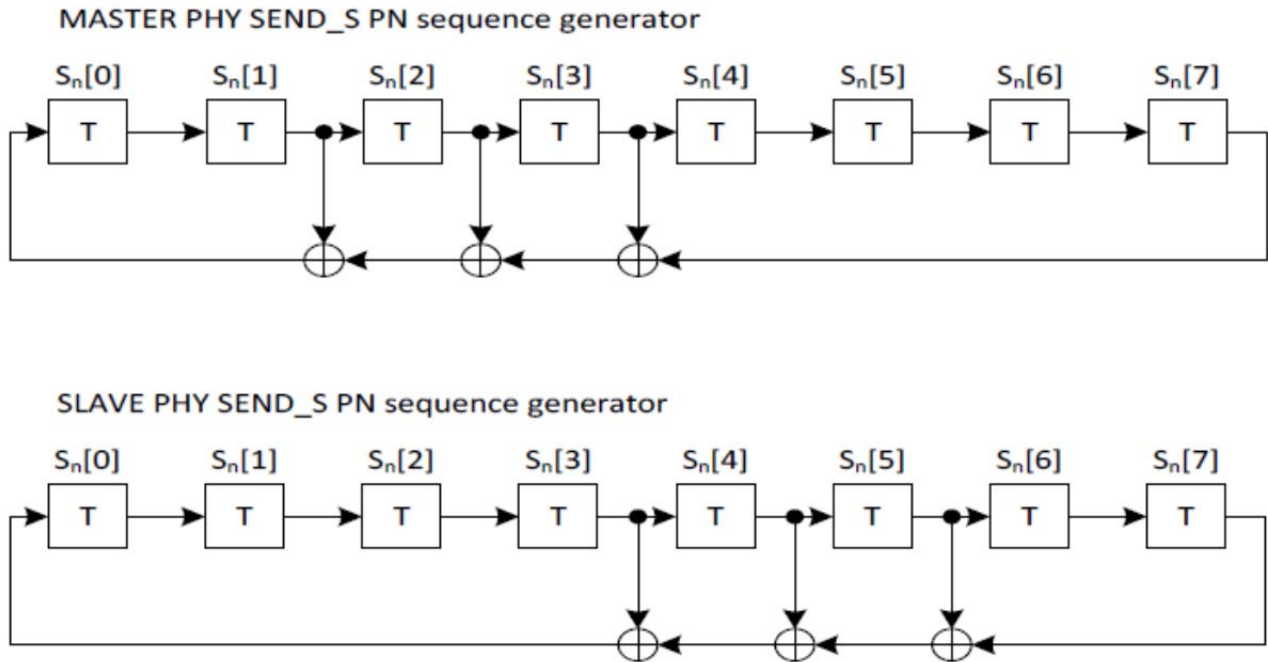 MASTER PHY SEND_S PN sequence generator
Sₙ[0] Sₙ[1] Sₙ[2] Sₙ[3] Sₙ[4] Sₙ[5] Sₙ[6] Sₙ[7]
T T T T T T T T
SLAVE PHY SEND_S PN sequence generator
Sₙ[0] Sₙ[1] Sₙ[2] Sₙ[3] Sₙ[4] Sₙ[5] Sₙ[6] Sₙ[7]
T T T T T T T T